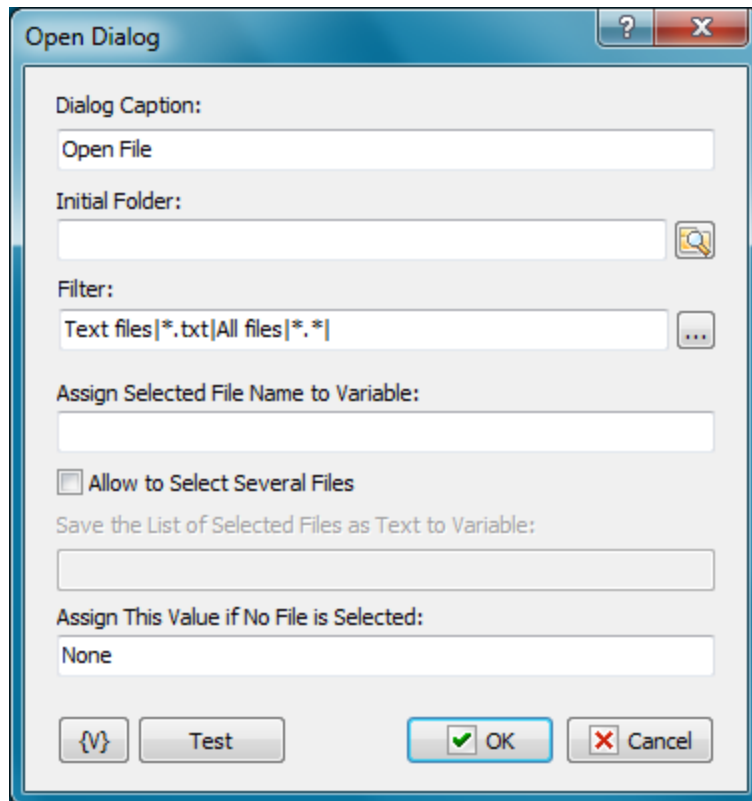 Open Dialog
?
Dialog Caption:
Open File
Initial Folder:
Filter:
Text files|*.txt|All files|*.*|
...
Assign Selected File Name to Variable:
Allow to Select Several Files
Save the List of Selected Files as Text to Variable:
Assign This Value if No File is Selected:
None
{V} Test OK Cancel